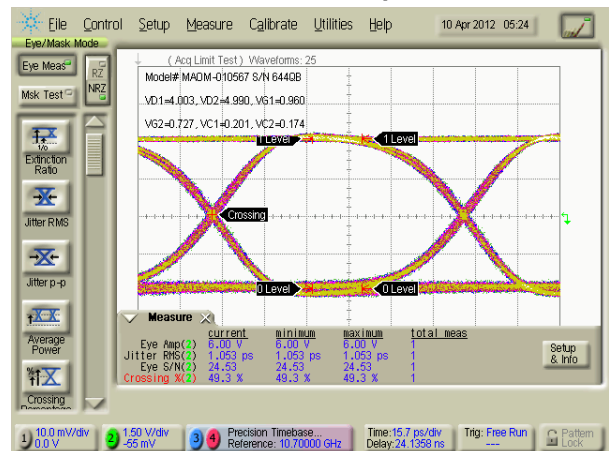 File Control Setup Measure Calibrate Utilities Help 10 Apr 2012 05:24
Eye/Mask Mode
Eye Meas
RZ
NRZ
Msk Test
Extinction
Ratio
Jitter RMS
Jitter p-p
Average
Power
Crossing
Percentage
( Acq Limit Test ) Waveforms: 25
Model# MADM-010567 S/N 644QB
VD1=4.003, VD2=4.990, VG1=0.960
VG2=0.727, VC1=0.201, VC2=0.174
1 Level 1 Level
Crossing
0 Level 0 Level
Measure
current minimum maximum total meas
Eye Amp(2) 6.00 V 6.00 V 6.00 V 1
Jitter RMS(2) 1.053 ps 1.053 ps 1.053 ps 1
Eye S/N(2) 24.53 24.53 24.53 1
Crossing %(2) 49.3 % 49.3 % 49.3 % 1
Setup
& Info
1 10.0 mV/div
0.0 V
2 1.50 V/div
-55 mV
3 4 Precision Timebase...
Reference: 10.70000 GHz
Time:15.7 ps/div
Delay:24.1358 ns
Trig: Free Run
---
Pattern
Lock